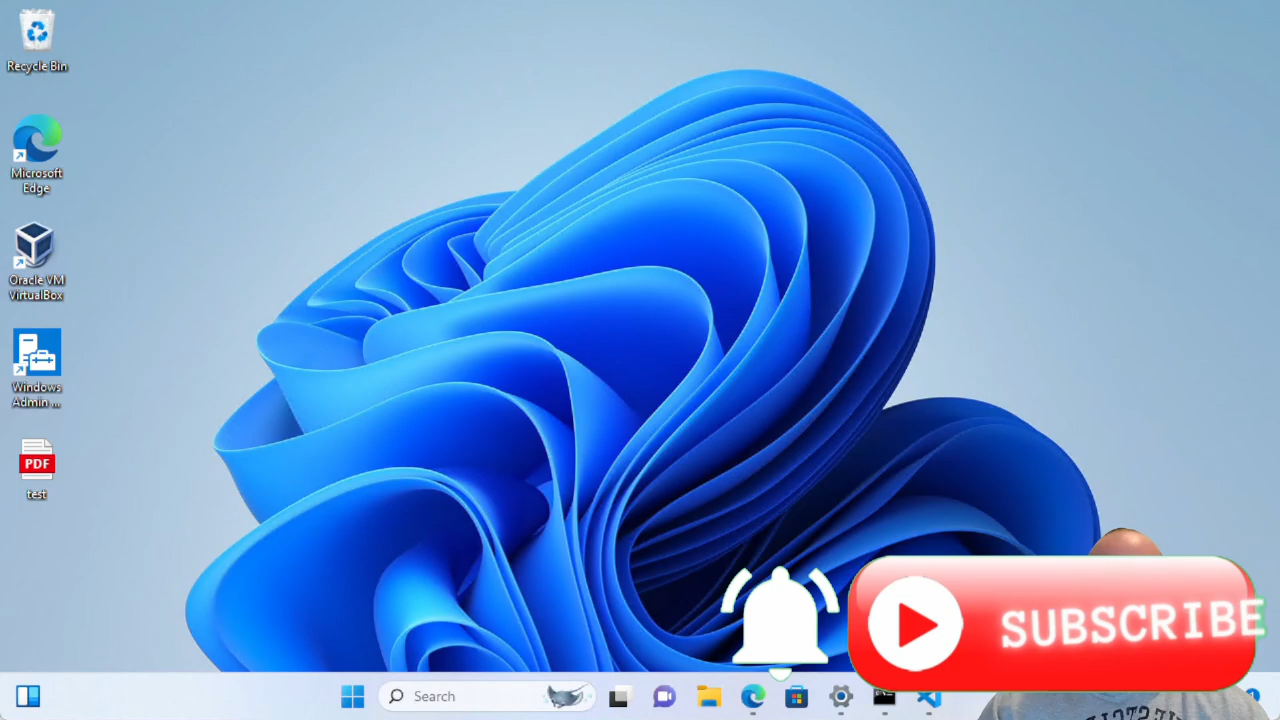 Recycle Bin
Microsoft
Edge
Oracle VM
VirtualBox
Windows
Admin ...
PDF
test
Search
SUBSCRIBE